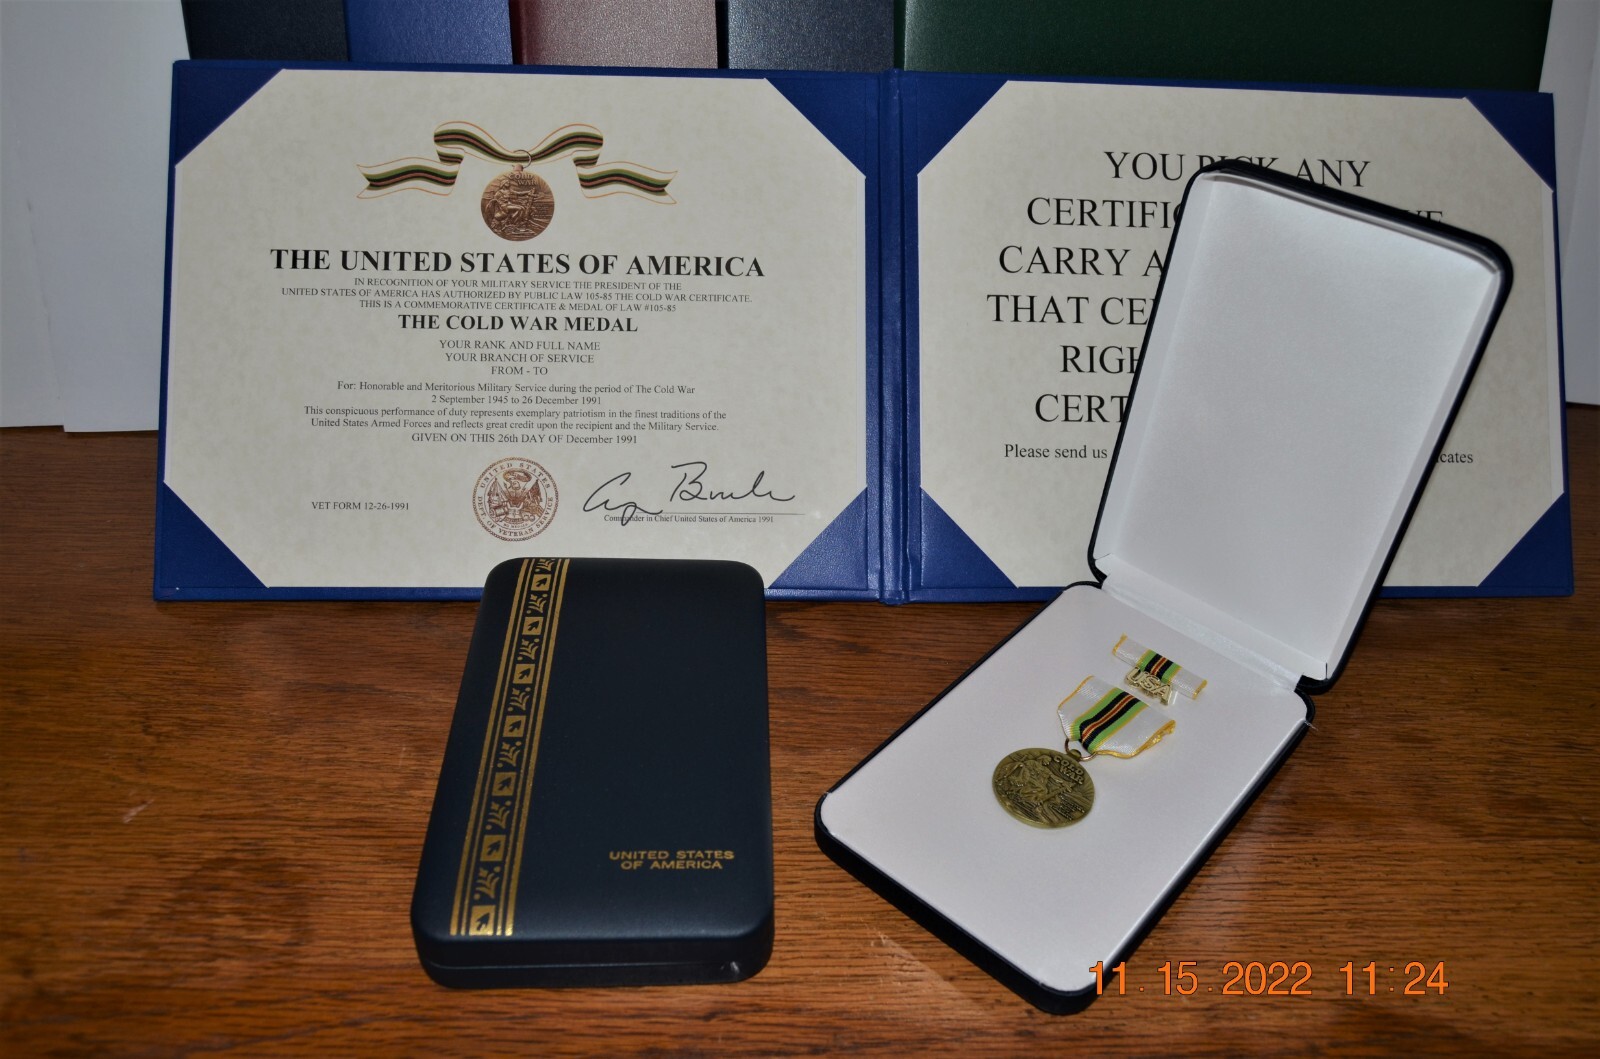 COLD WAR
THE UNITED STATES OF AMERICA
IN RECOGNITION OF YOUR MILITARY SERVICE THE PRESIDENT OF THE
UNITED STATES OF AMERICA HAS AUTHORIZED BY PUBLIC LAW 105-85 THE COLD WAR CERTIFICATE.
THIS IS A COMMEMORATIVE CERTIFICATE & MEDAL OF LAW #105-85
THE COLD WAR MEDAL
YOUR RANK AND FULL NAME
YOUR BRANCH OF SERVICE
FROM - TO
For: Honorable and Meritorious Military Service during the period of The Cold War
2 September 1945 to 26 December 1991
This conspicuous performance of duty represents exemplary patriotism in the finest traditions of the
United States Armed Forces and reflects great credit upon the recipient and the Military Service.
GIVEN ON THIS 26th DAY OF December 1991
VET FORM 12-26-1991
UNITED STATES
Commander in Chief United States of America 1991
YOU PICK ANY
CARRY
THAT
Please send us
USA
COLD
WAR
UNITED STATES
OF AMERICA
11.15.2022 11:24